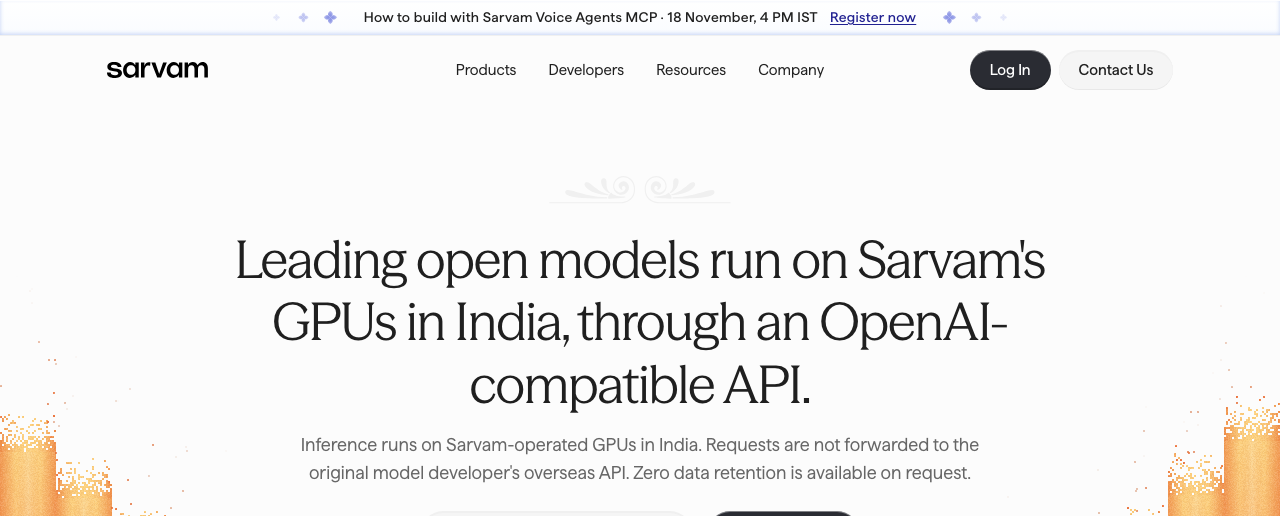 How to build with Sarvam Voice Agents MCP · 18 November, 4 PM IST Register now
sarvam Products Developers Resources Company Log In Contact Us
Leading open models run on Sarvam's
GPUs in India, through an OpenAI-
compatible API.
Inference runs on Sarvam-operated GPUs in India. Requests are not forwarded to the
original model developer's overseas API. Zero data retention is available on request.